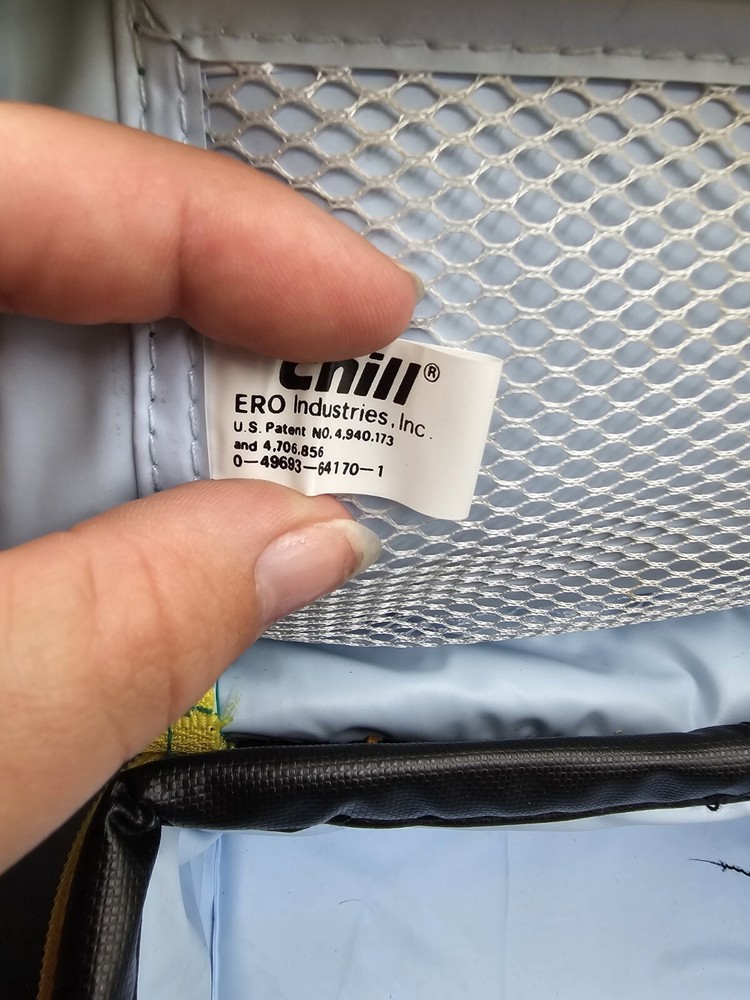 Chill®
ERO Industries, Inc.
U.S. Patent NO. 4,940,173
and 4,706,856
0-49693-64170-1